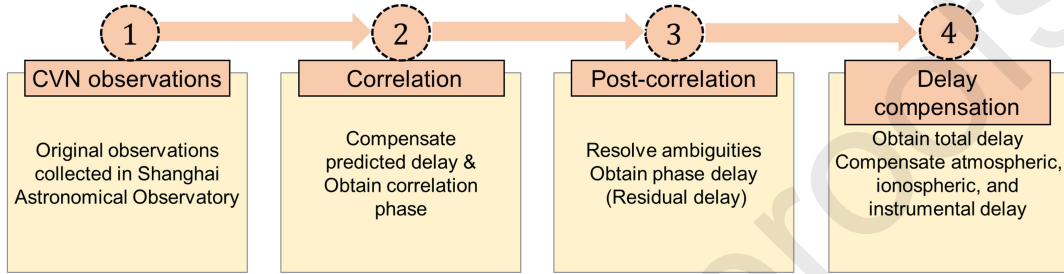 1
2
3
4
CVN observations
Original observations
collected in Shanghai
Astronomical Observatory
Correlation
Compensate
predicted delay &
Obtain correlation
phase
Post-correlation
Resolve ambiguities
Obtain phase delay
(Residual delay)
Delay
compensation
Obtain total delay
Compensate atmospheric,
ionospheric, and
instrumental delay